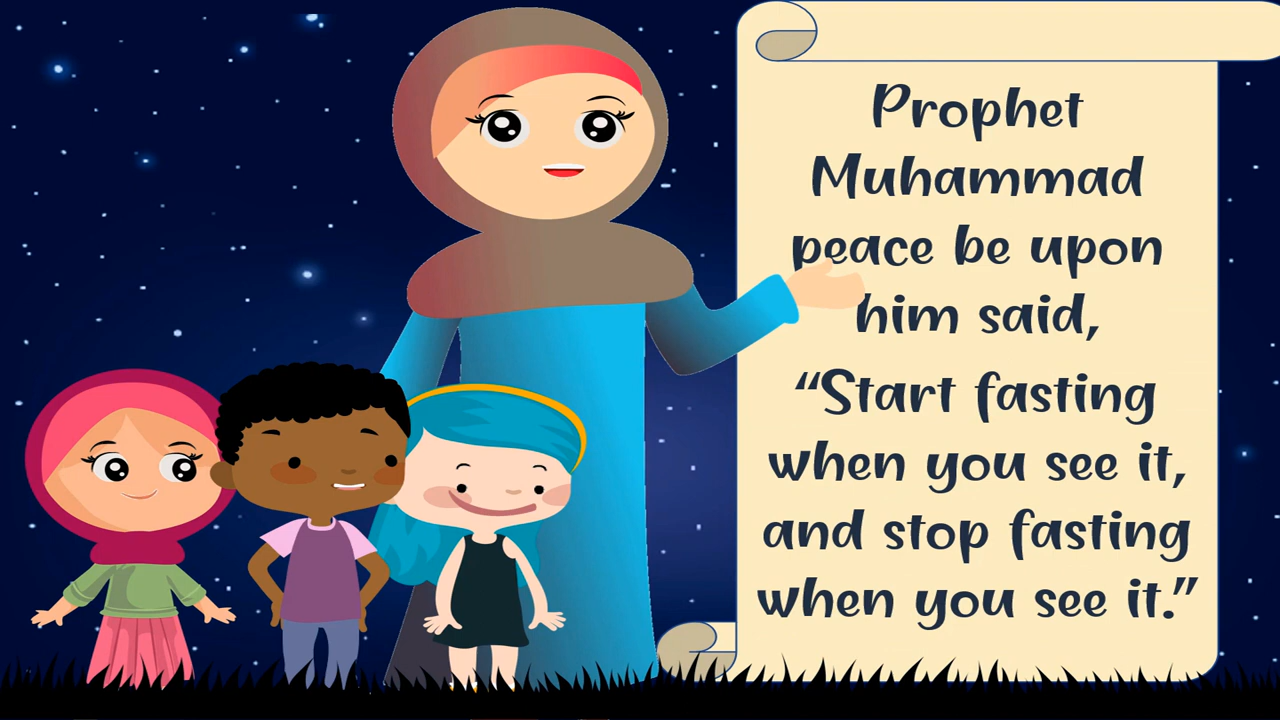 Prophet
Muhammad
peace be upon
him said,
“Start fasting
when you see it,
and stop fasting
when you see it.”